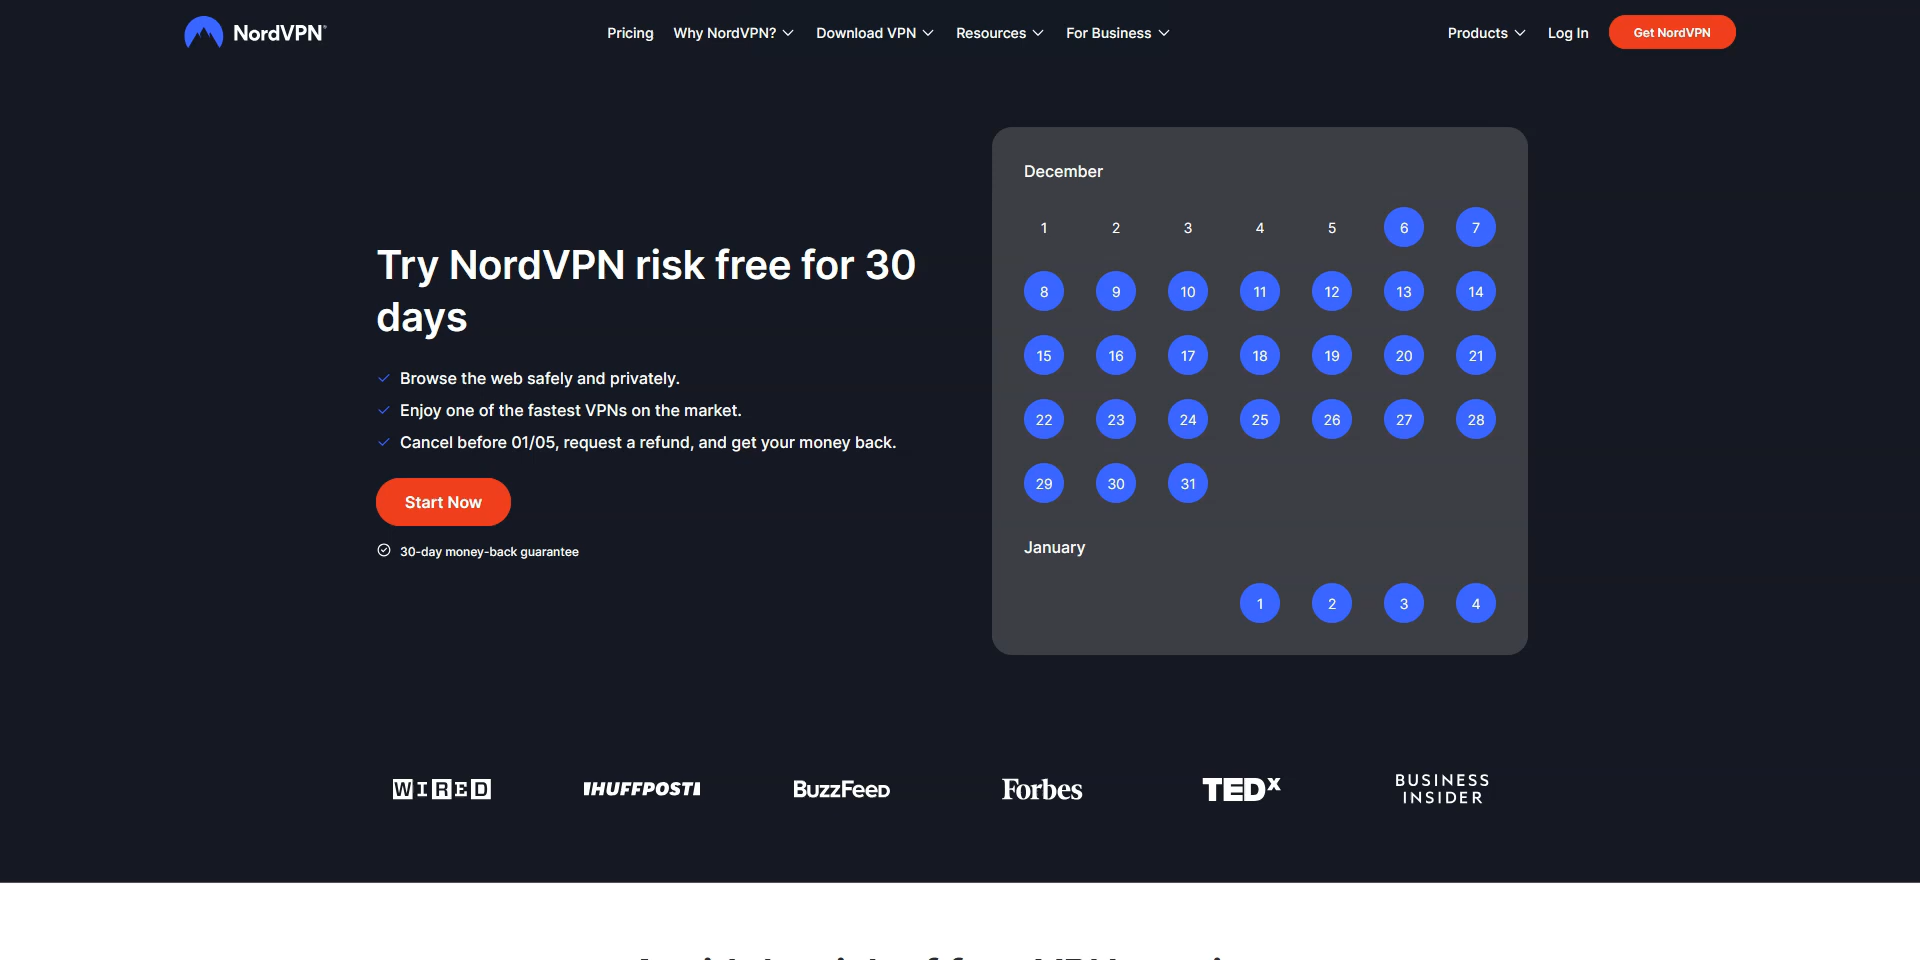 NordVPN®
Pricing
Why NordVPN?
Download VPN
Resources
For Business
Products
Log In
Get NordVPN
Try NordVPN risk free for 30
days
Browse the web safely and privately.
Enjoy one of the fastest VPNs on the market.
Cancel before 01/05, request a refund, and get your money back.
Start Now
30-day money-back guarantee
December
1 2 3 4 5 6 7
8 9 10 11 12 13 14
15 16 17 18 19 20 21
22 23 24 25 26 27 28
29 30 31
January
1 2 3 4
WIRED
HUFFPOST
BuzzFeed
Forbes
TEDx
BUSINESS
INSIDER